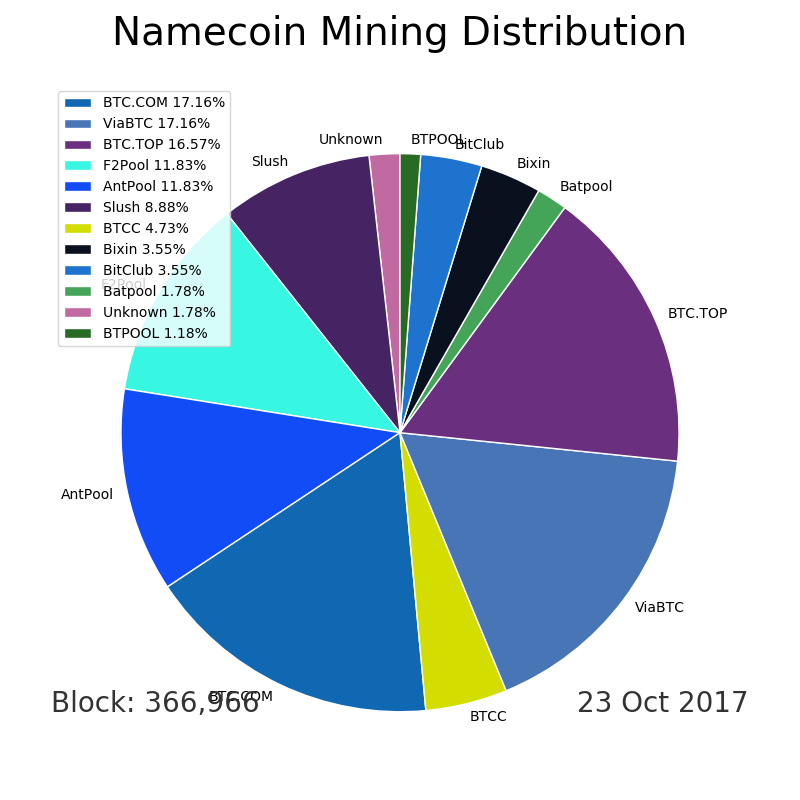 Namecoin Mining Distribution
BTC.COM 17.16%
ViaBTC 17.16%
BTC.TOP 16.57%
F2Pool 11.83%
AntPool 11.83%
Slush 8.88%
BTCC 4.73%
Bixin 3.55%
BitClub 3.55%
Batpool 1.78%
Unknown 1.78%
BTPOOL 1.18%
Unknown
BTPOOL
BitClub
Slush
Bixin
Batpool
F2Pool
BTC.TOP
AntPool
ViaBTC
BTC.COM
Block: 366,966
23 Oct 2017
BTCC